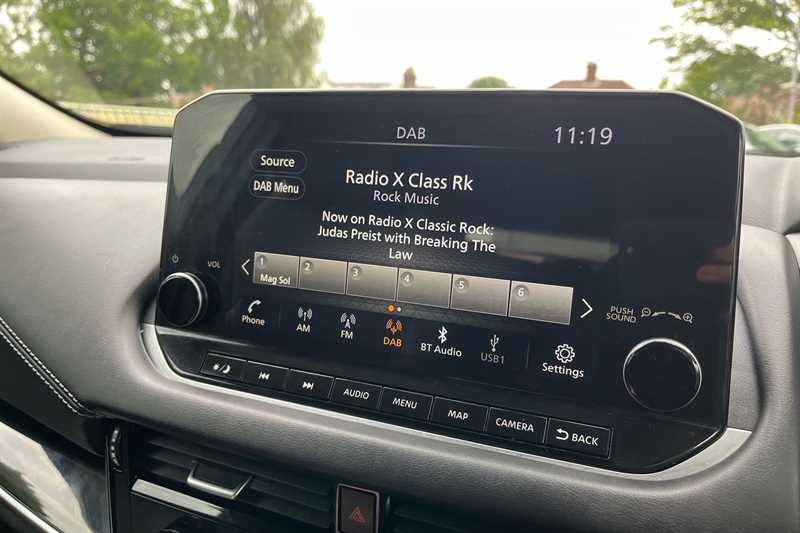 DAB
11:19
Source
DAB Menu
Radio X Class Rk
Rock Music
Now on Radio X Classic Rock:
Judas Preist with Breaking The
Law
1 2 3 4 5 6
Mag Sol
VOL
PUSH
SOUND
Phone
AM
FM
DAB
BT Audio
USB1
Settings
AUDIO
MENU
MAP
CAMERA
BACK